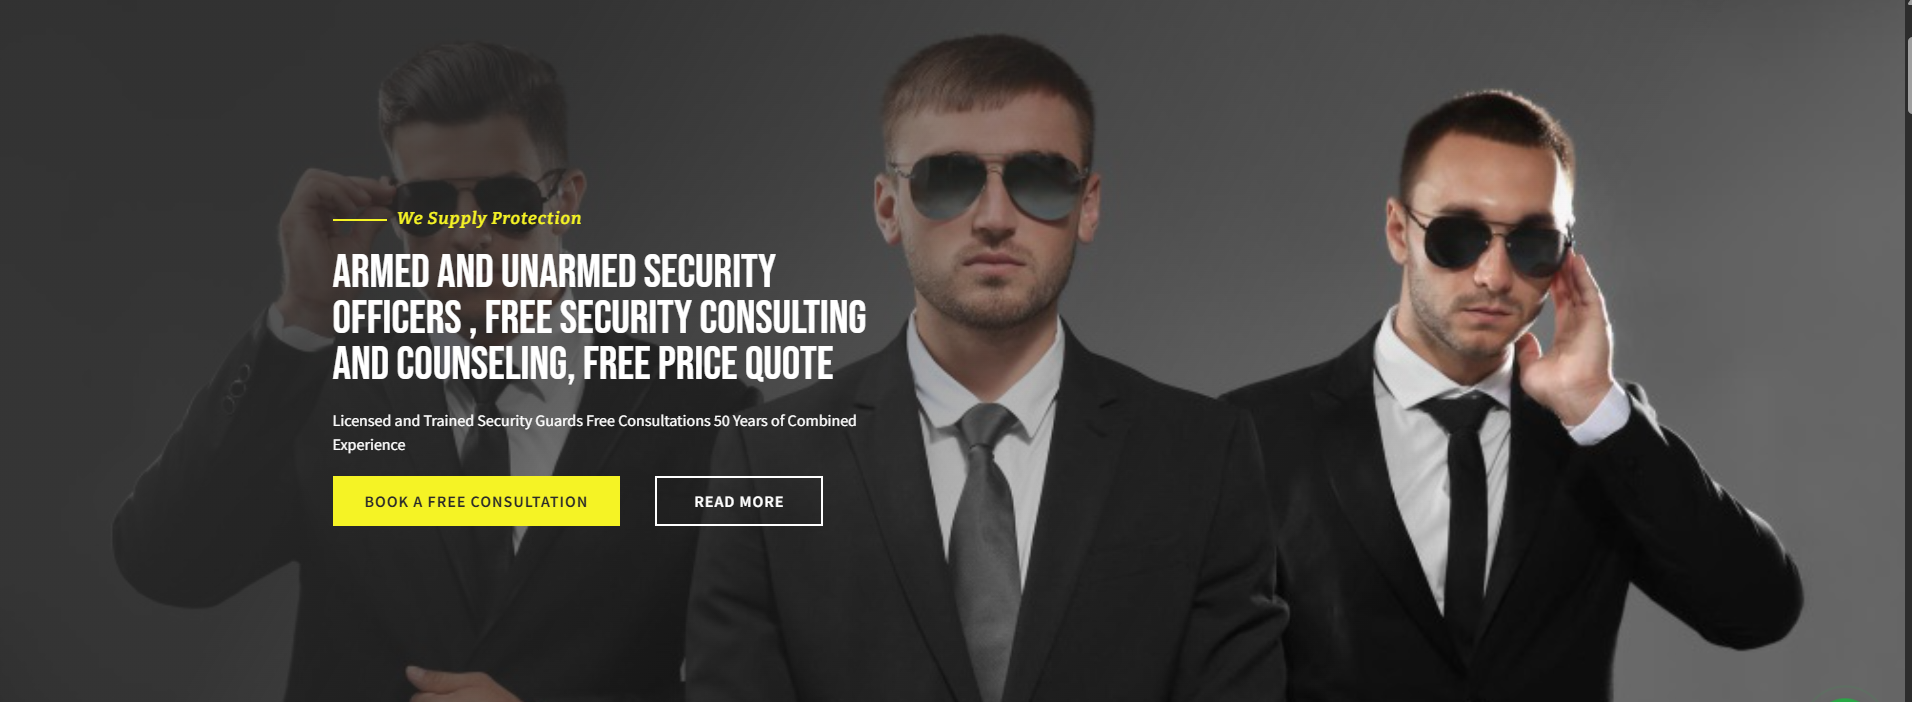 We Supply Protection
ARMED AND UNARMED SECURITY
OFFICERS , FREE SECURITY CONSULTING
AND COUNSELING, FREE PRICE QUOTE
Licensed and Trained Security Guards Free Consultations 50 Years of Combined
Experience
BOOK A FREE CONSULTATION
READ MORE